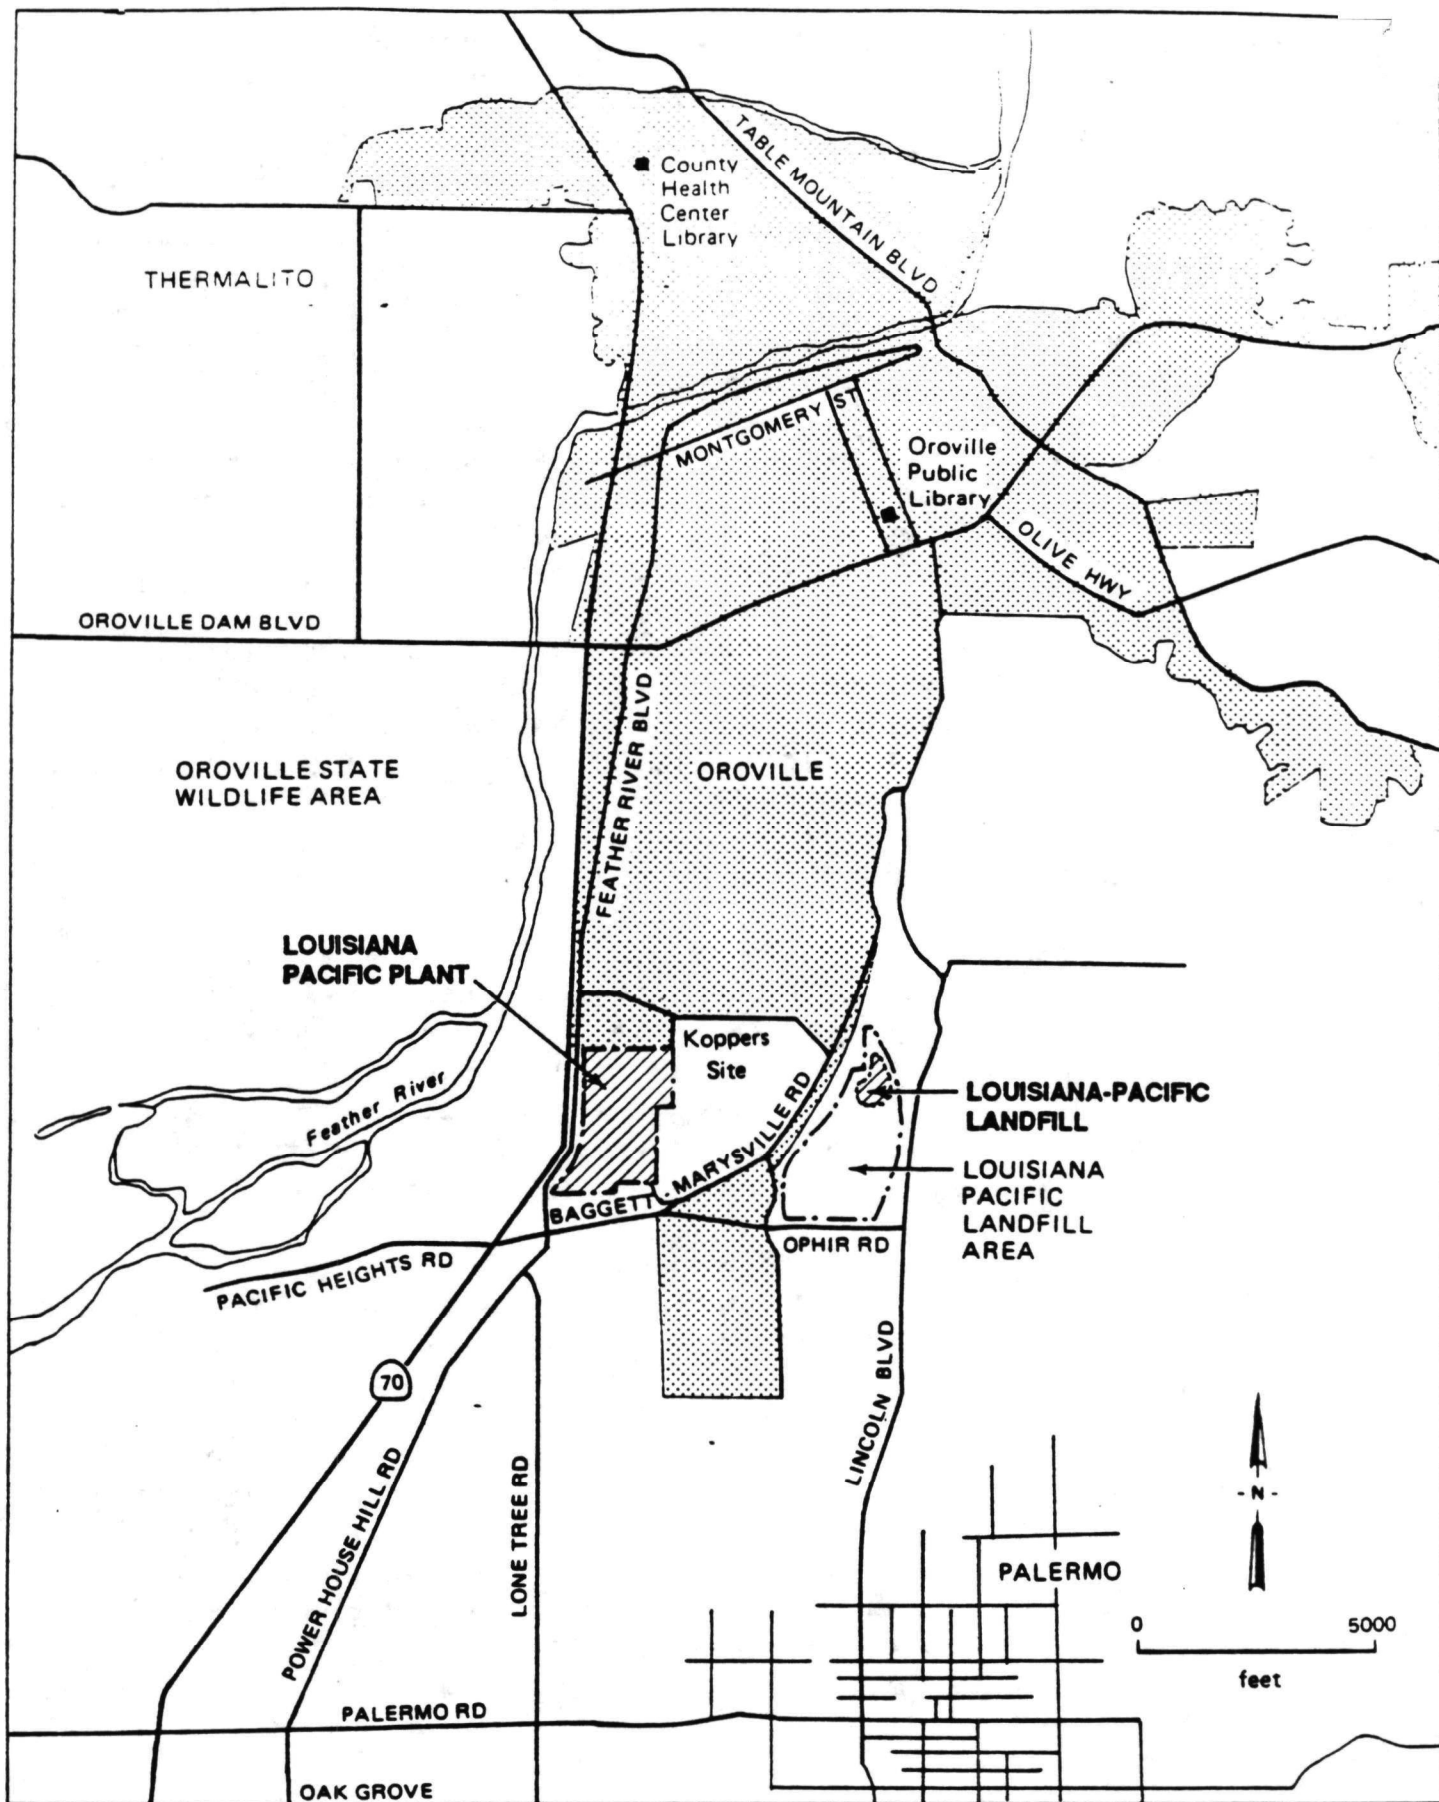 County
Health
Center
Library
TABLE MOUNTAIN BLVD
THERMALITO
MONTGOMERY ST
Oroville
Public
Library
OLIVE HWY
OROVILLE DAM BLVD
FEATHER RIVER BLVD
OROVILLE STATE
WILDLIFE AREA
OROVILLE
LOUISIANA
PACIFIC PLANT
Koppers
Site
Feather River
LOUISIANA-PACIFIC
LANDFILL
BAGGETT - MARYSVILLE RD
LOUISIANA
PACIFIC
LANDFILL
AREA
OPHIR RD
PACIFIC HEIGHTS RD
70
LINCOLN BLVD
POWER HOUSE HILL RD
LONE TREE RD
- N -
PALERMO
0 5000
feet
PALERMO RD
OAK GROVE